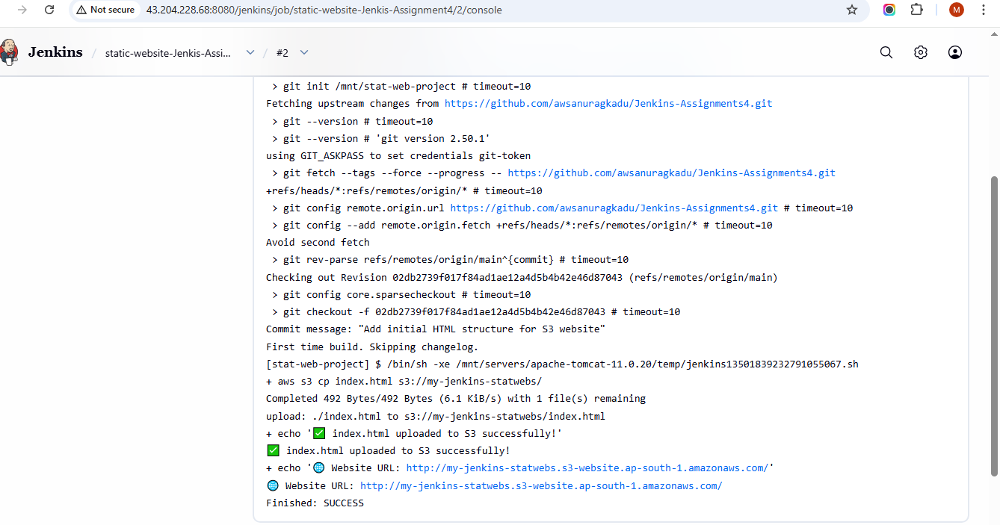 Not secure 43.204.228.68:8080/jenkins/job/static-website-Jenkis-Assignment4/2/console M
Jenkins / static-website-Jenkis-Assi... / #2
> git init /mnt/stat-web-project # timeout=10
Fetching upstream changes from https://github.com/awsanuragkadu/Jenkins-Assignments4.git
> git --version # timeout=10
> git --version # 'git version 2.50.1'
using GIT_ASKPASS to set credentials git-token
> git fetch --tags --force --progress -- https://github.com/awsanuragkadu/Jenkins-Assignments4.git
+refs/heads/*:refs/remotes/origin/* # timeout=10
> git config remote.origin.url https://github.com/awsanuragkadu/Jenkins-Assignments4.git # timeout=10
> git config --add remote.origin.fetch +refs/heads/*:refs/remotes/origin/* # timeout=10
Avoid second fetch
> git rev-parse refs/remotes/origin/main^{commit} # timeout=10
Checking out Revision 02db2739f017f84ad1ae12a4d5b4b42e46d87043 (refs/remotes/origin/main)
> git config core.sparsecheckout # timeout=10
> git checkout -f 02db2739f017f84ad1ae12a4d5b4b42e46d87043 # timeout=10
Commit message: "Add initial HTML structure for S3 website"
First time build. Skipping changelog.
[stat-web-project] $ /bin/sh -xe /mnt/servers/apache-tomcat-11.0.20/temp/jenkins13501839232791055067.sh
+ aws s3 cp index.html s3://my-jenkins-statwebs/
Completed 492 Bytes/492 Bytes (6.1 KiB/s) with 1 file(s) remaining
upload: ./index.html to s3://my-jenkins-statwebs/index.html
+ echo '✅ index.html uploaded to S3 successfully!'
✅ index.html uploaded to S3 successfully!
+ echo '🌐 Website URL: http://my-jenkins-statwebs.s3-website.ap-south-1.amazonaws.com/'
🌐 Website URL: http://my-jenkins-statwebs.s3-website.ap-south-1.amazonaws.com/
Finished: SUCCESS